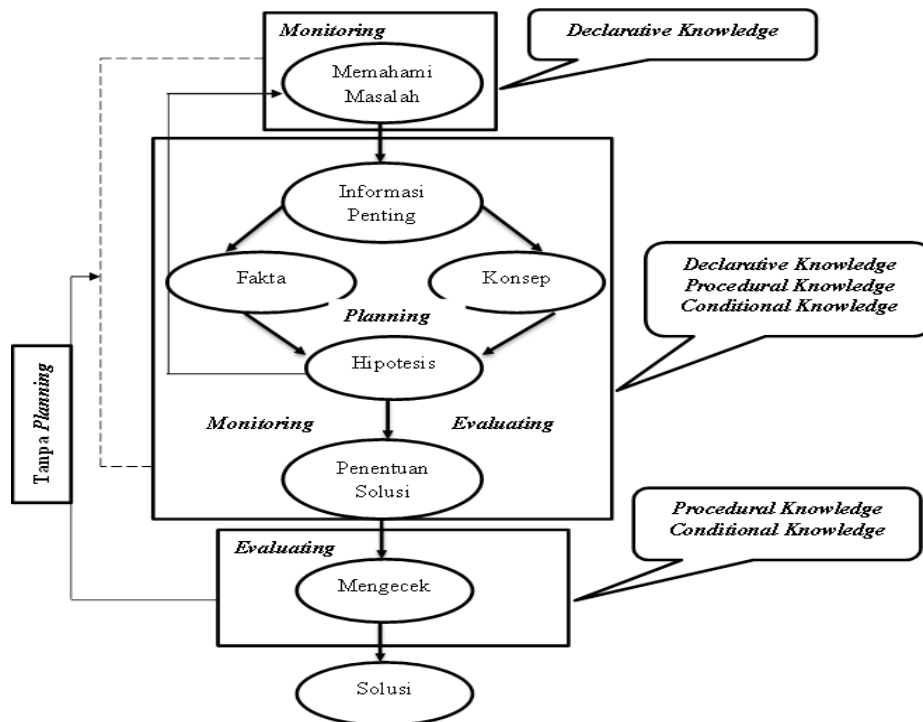 Monitoring
Declarative Knowledge
Memahami
Masalah
Informasi
Penting
Fakta
Konsep
Declarative Knowledge
Procedural Knowledge
Conditional Knowledge
Planning
Hipotesis
Tanpa Planning
Monitoring
Evaluating
Penentuan
Solusi
Procedural Knowledge
Conditional Knowledge
Evaluating
Mengecek
Solusi